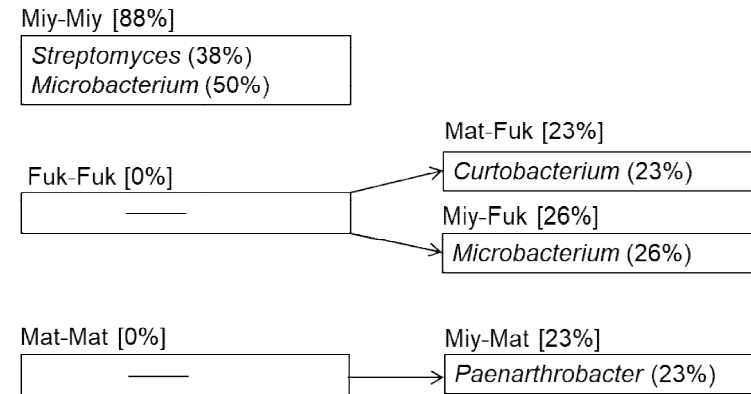 Miy-Miy [88%]
Streptomyces (38%)
Microbacterium (50%)
Mat-Fuk [23%]
Fuk-Fuk [0%]
Curtobacterium (23%)
Miy-Fuk [26%]
Microbacterium (26%)
Mat-Mat [0%]
Miy-Mat [23%]
Paenarthrobacter (23%)